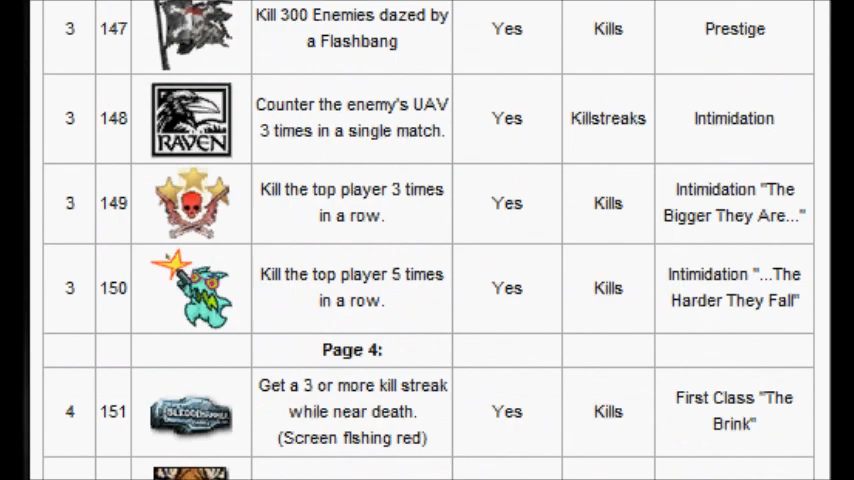 3 147 Kill 300 Enemies dazed by Yes Kills Prestige
a Flashbang
3 148 RAVEN Counter the enemy's UAV Yes Killstreaks Intimidation
3 times in a single match.
3 149 Kill the top player 3 times Yes Kills Intimidation "The
in a row. Bigger They Are..."
3 150 Kill the top player 5 times Yes Kills Intimidation "...The
in a row. Harder They Fall"
Page 4:
4 151 SLEDGEHAMMER Get a 3 or more kill streak Yes Kills First Class "The
while near death. Brink"
(Screen flshing red)